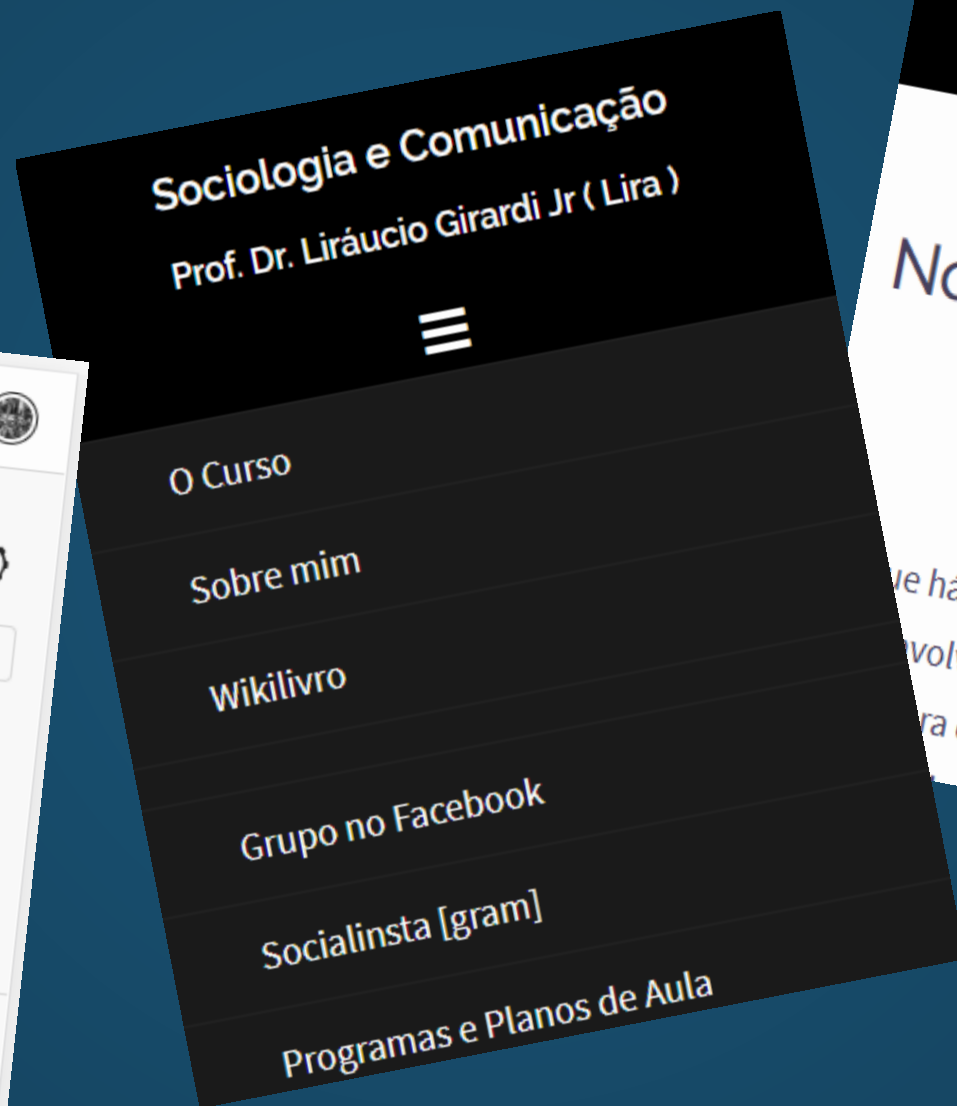 Sociologia e Comunicação
Prof. Dr. Liráucio Girardi Jr ( Lira )
O Curso
Sobre mim
Wikilivro
Grupo no Facebook
Socialinsta [gram]
Programas e Planos de Aula